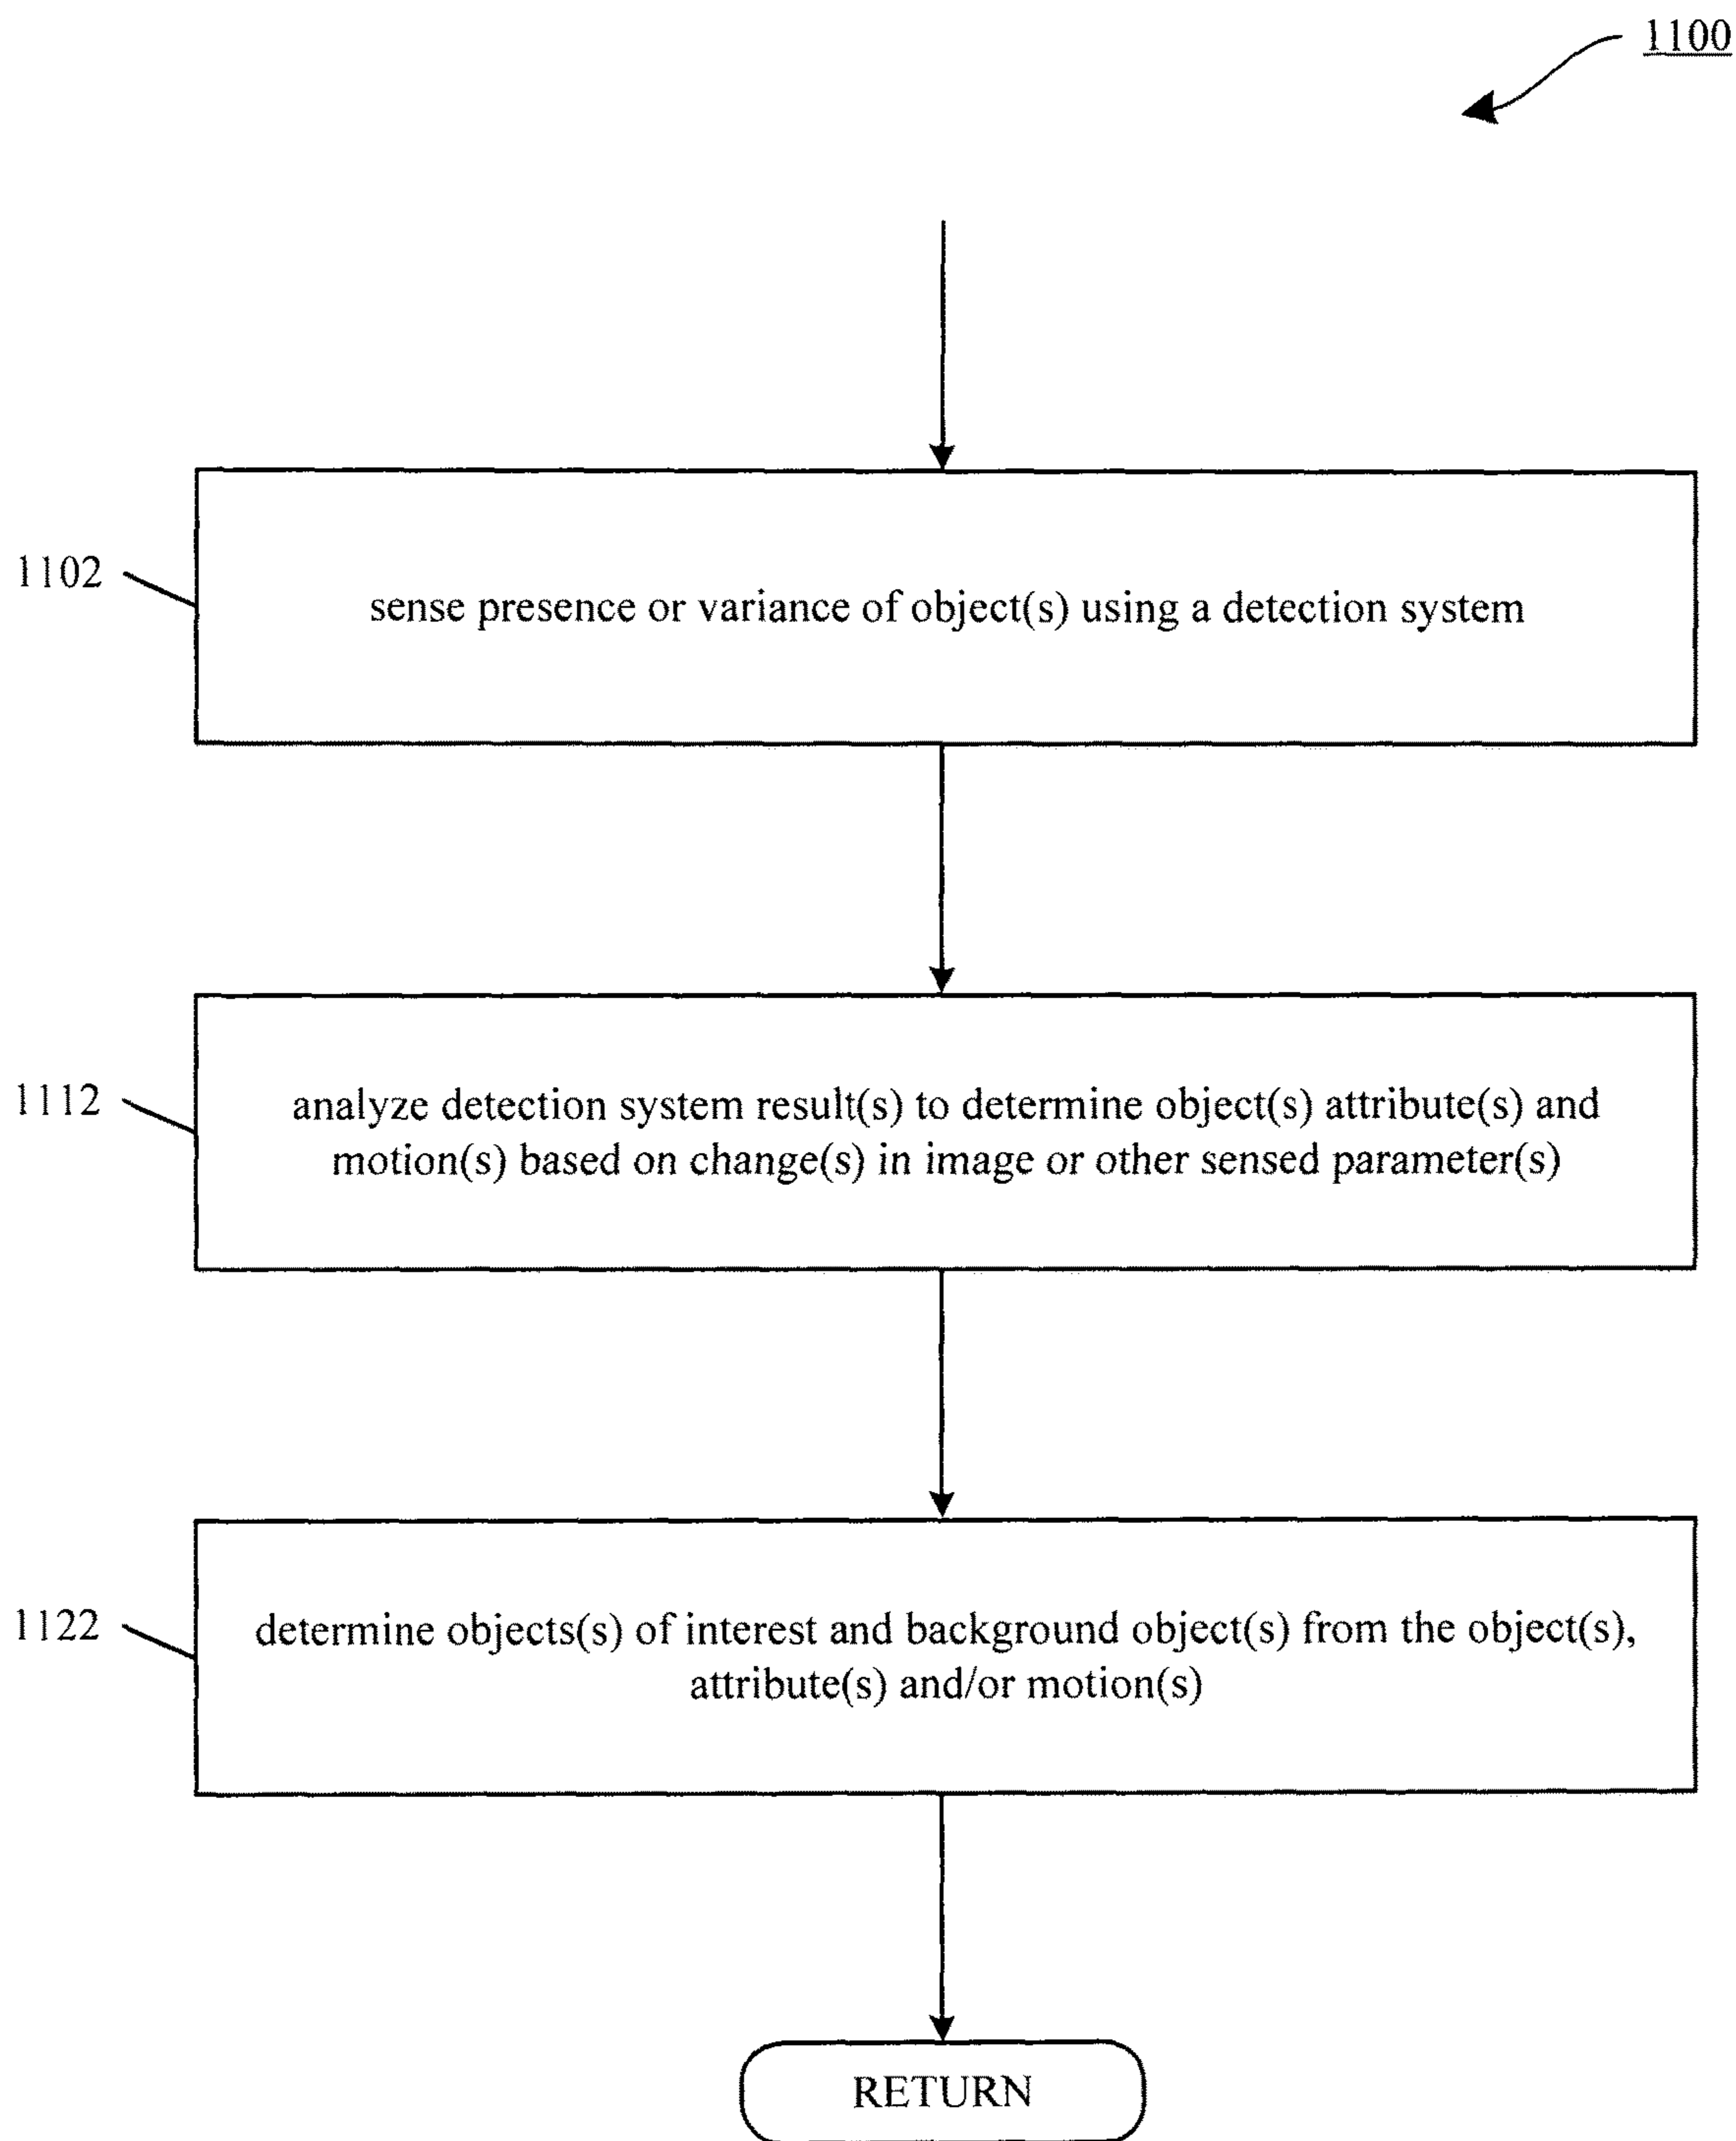 1100
1102
sense presence or variance of object(s) using a detection system
1112
analyze detection system result(s) to determine object(s) attribute(s) and
motion(s) based on change(s) in image or other sensed parameter(s)
1122
determine objects(s) of interest and background object(s) from the object(s),
attribute(s) and/or motion(s)
RETURN